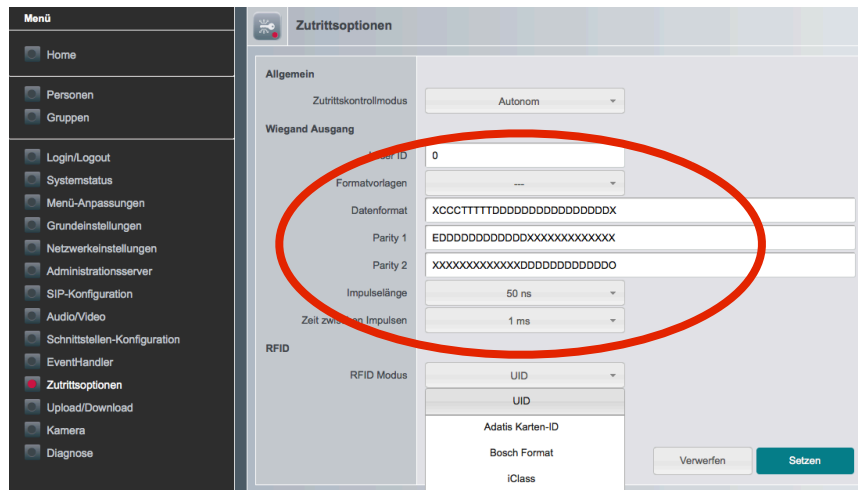 Menü
Home
Personen
Gruppen
Login/Logout
Systemstatus
Menü-Anpassungen
Grundeinstellungen
Netzwerkeinstellungen
Administrationsserver
SIP-Konfiguration
Audio/Video
Schnittstellen-Konfiguration
EventHandler
Zutrittsoptionen
Upload/Download
Kamera
Diagnose
Zutrittsoptionen
Allgemein
Zutrittskontrollmodus Autonom
Wiegand Ausgang
ID 0
Formatvorlagen ---
Datenformat XCCCTTTTTDDDDDDDDDDDDDDDDX
Parity 1 EDDDDDDDDDDDDXXXXXXXXXXXXX
Parity 2 XXXXXXXXXXXXXDDDDDDDDDDDDO
Impulselänge 50 ns
Zeit zwischen Impulsen 1 ms
RFID
RFID Modus UID
UID
Adatis Karten-ID
Bosch Format
iClass
Verwerfen Setzen